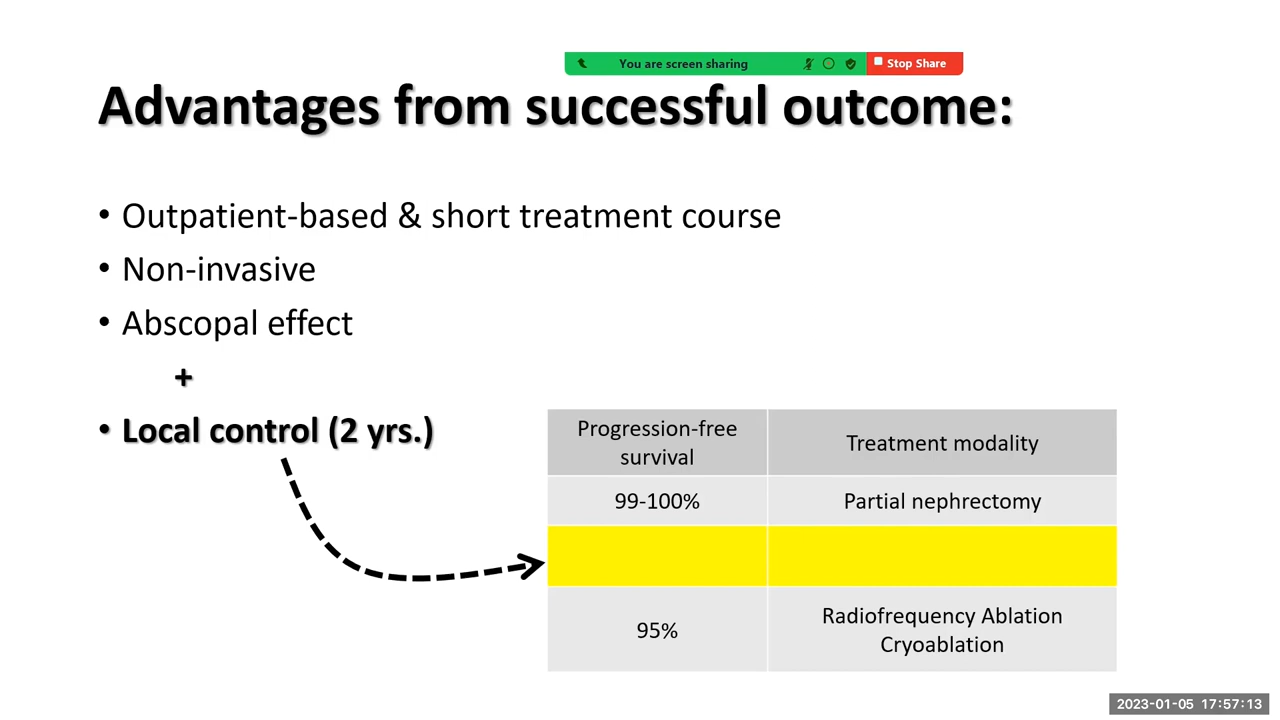 You are screen sharing
Stop Share
Advantages from successful outcome:
• Outpatient-based & short treatment course
• Non-invasive
• Abscopal effect
+
• Local control (2 yrs.)
Progression-free
survival
Treatment modality
99-100%
Partial nephrectomy
95%
Radiofrequency Ablation
Cryoablation
2023-01-05 17:57:13